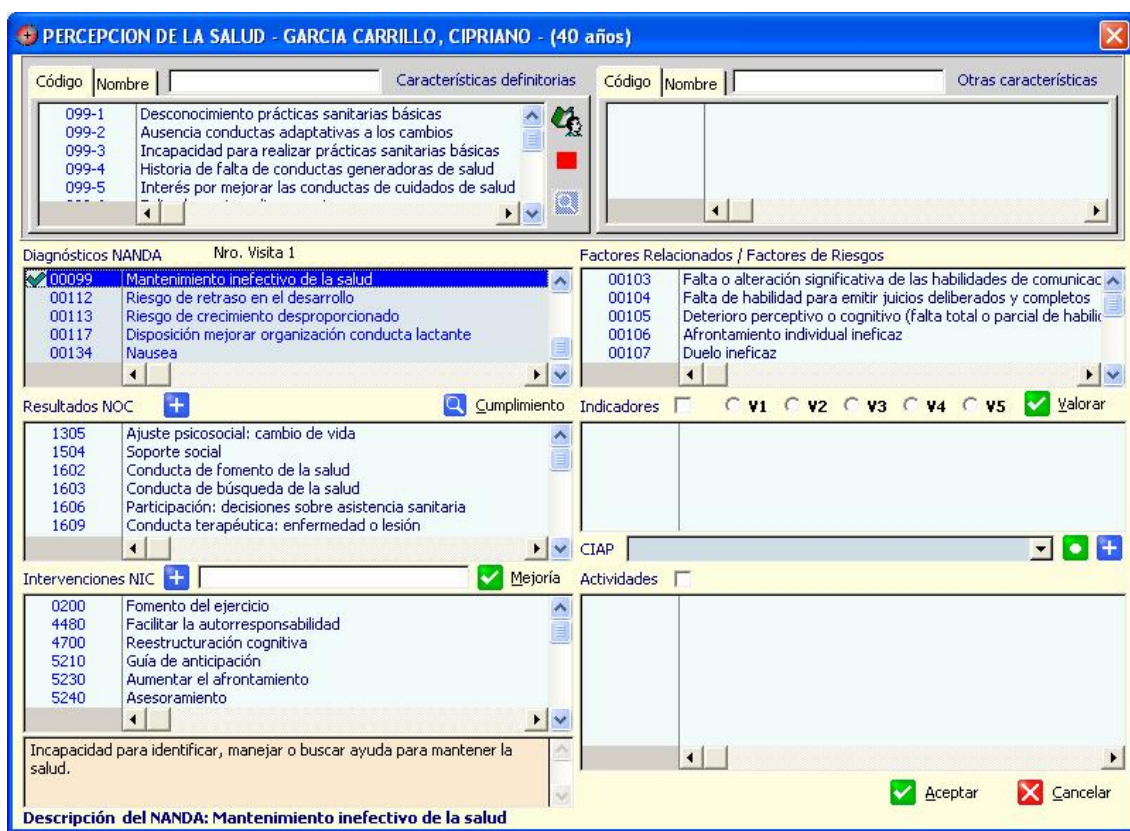 PERCEPCION DE LA SALUD - GARCIA CARRILLO, CIPRIANO - (40 años)
Código Nombre Características definitorias
099-1 Desconocimiento prácticas sanitarias básicas
099-2 Ausencia conductas adaptativas a los cambios
099-3 Incapacidad para realizar prácticas sanitarias básicas
099-4 Historia de falta de conductas generadoras de salud
099-5 Interés por mejorar las conductas de cuidados de salud
Código Nombre Otras características
Diagnósticos NANDA Nro. Visita 1
00099 Mantenimiento inefectivo de la salud
00112 Riesgo de retraso en el desarrollo
00113 Riesgo de crecimiento desproporcionado
00117 Disposición mejorar organización conducta lactante
00134 Nausea
Factores Relacionados / Factores de Riesgos
00103 Falta o alteración significativa de las habilidades de comunicac
00104 Falta de habilidad para emitir juicios deliberados y completos
00105 Deterioro perceptivo o cognitivo (falta total o parcial de habilic
00106 Afrontamiento individual ineficaz
00107 Duelo ineficaz
Resultados NOC Cumplimiento
1305 Ajuste psicosocial: cambio de vida
1504 Soporte social
1602 Conducta de fomento de la salud
1603 Conducta de búsqueda de la salud
1606 Participación: decisiones sobre asistencia sanitaria
1609 Conducta terapéutica: enfermedad o lesión
Indicadores V1 V2 V3 V4 V5 Valorar
CIAP
Intervenciones NIC Mejoría
0200 Fomento del ejercicio
4480 Facilitar la autorresponsabilidad
4700 Reestructuración cognitiva
5210 Guía de anticipación
5230 Aumentar el afrontamiento
5240 Asesoramiento
Actividades
Incapacidad para identificar, manejar o buscar ayuda para mantener la
salud.
Aceptar Cancelar
Descripción del NANDA: Mantenimiento inefectivo de la salud